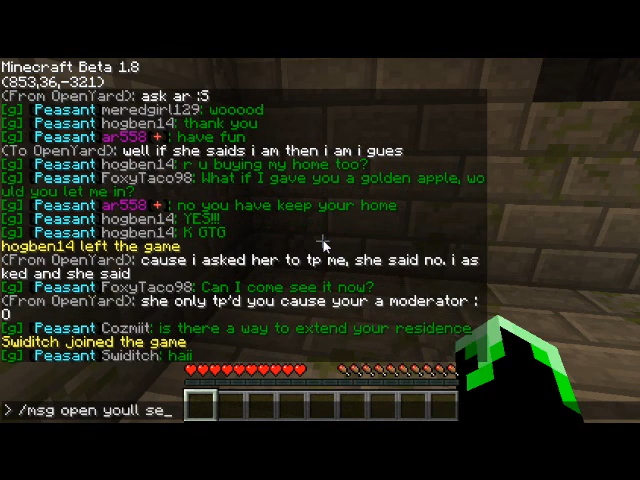 Minecraft Beta 1.8
(853,36,-321)
(From OpenYard): ask ar :S
[g] Peasant meredgirl129: wooood
[g] Peasant hogben14: thank you
[g] Peasant ar558 +: have fun
(To OpenYard): well if she saids i am then i am i gues
[g] Peasant hogben14: r u buying my home too?
[g] Peasant FoxyTaco98: What if I gave you a golden apple, wo
uld you let me in?
[g] Peasant ar558 +: no you have keep your home
[g] Peasant hogben14: YES!!!
[g] Peasant hogben14: K GTG
hogben14 left the game
(From OpenYard): cause i asked her to tp me, she said no. i as
ked and she said
[g] Peasant FoxyTaco98: Can I come see it now?
(From OpenYard): she only tp'd you cause your a moderator :
O
[g] Peasant Cozmiit: is there a way to extend your residence
Swiditch joined the game
[g] Peasant Swiditch: haii
> /msg open youll se_